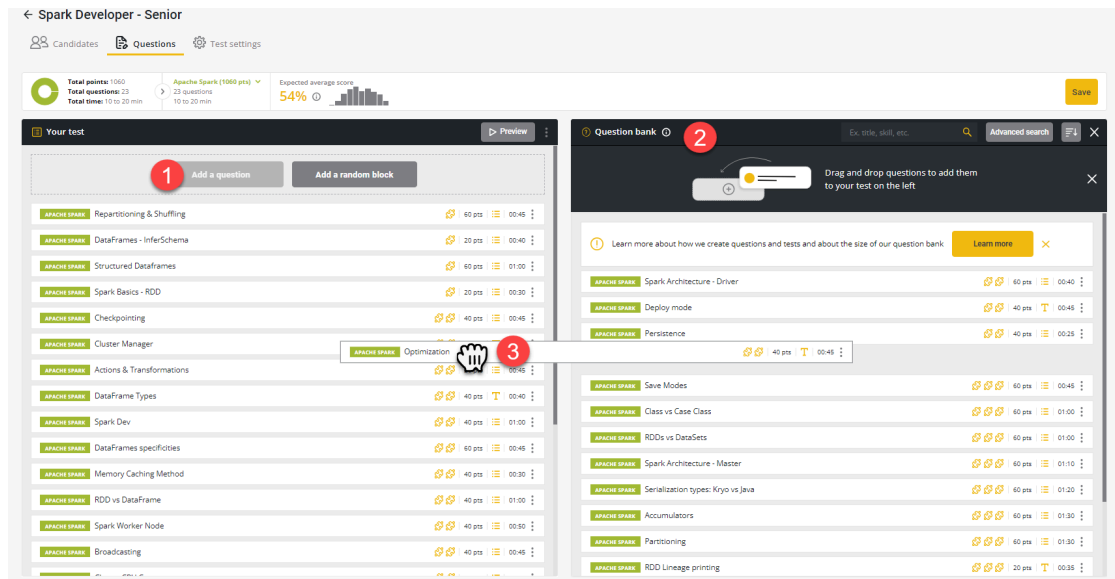 Spark Developer - Senior
Candidates Questions Test settings
Total points: 1060
Total questions: 23
Total time: 10 to 20 min
Apache Spark (1060 pts)
23 questions
10 to 20 min
Expected average score
54%
Save
Your test
Preview
1
Add a question
Add a random block
APACHE SPARK Repartitioning & Shuffling 60 pts 00:45
APACHE SPARK DataFrames - InferSchema 20 pts 00:40
APACHE SPARK Structured Dataframes 60 pts 01:00
APACHE SPARK Spark Basics - RDD 20 pts 00:30
APACHE SPARK Checkpointing 40 pts 00:45
APACHE SPARK Cluster Manager
APACHE SPARK Optimization 3 40 pts T 00:45
APACHE SPARK Actions & Transformations 40 pts 00:45
APACHE SPARK DataFrame Types 40 pts T 00:40
APACHE SPARK Spark Dev 40 pts 01:00
APACHE SPARK DataFrames specificities 60 pts 00:45
APACHE SPARK Memory Caching Method 40 pts 00:30
APACHE SPARK RDD vs DataFrame 40 pts 01:00
APACHE SPARK Spark Worker Node 40 pts 00:50
APACHE SPARK Broadcasting 40 pts 00:45
Question bank
2
Ex. title, skill, etc.
Advanced search
Drag and drop questions to add them
to your test on the left
Learn more about how we create questions and tests and about the size of our question bank
Learn more
APACHE SPARK Spark Architecture - Driver 60 pts 00:40
APACHE SPARK Deploy mode 40 pts T 00:45
APACHE SPARK Persistence 40 pts 00:25
APACHE SPARK Save Modes 60 pts 00:45
APACHE SPARK Class vs Case Class 60 pts 01:00
APACHE SPARK RDDs vs DataSets 60 pts 01:00
APACHE SPARK Spark Architecture - Master 60 pts 01:10
APACHE SPARK Serialization types: Kryo vs Java 60 pts 01:20
APACHE SPARK Accumulators 60 pts 01:30
APACHE SPARK Partitioning 60 pts 01:30
APACHE SPARK RDD Lineage printing 20 pts T 00:35